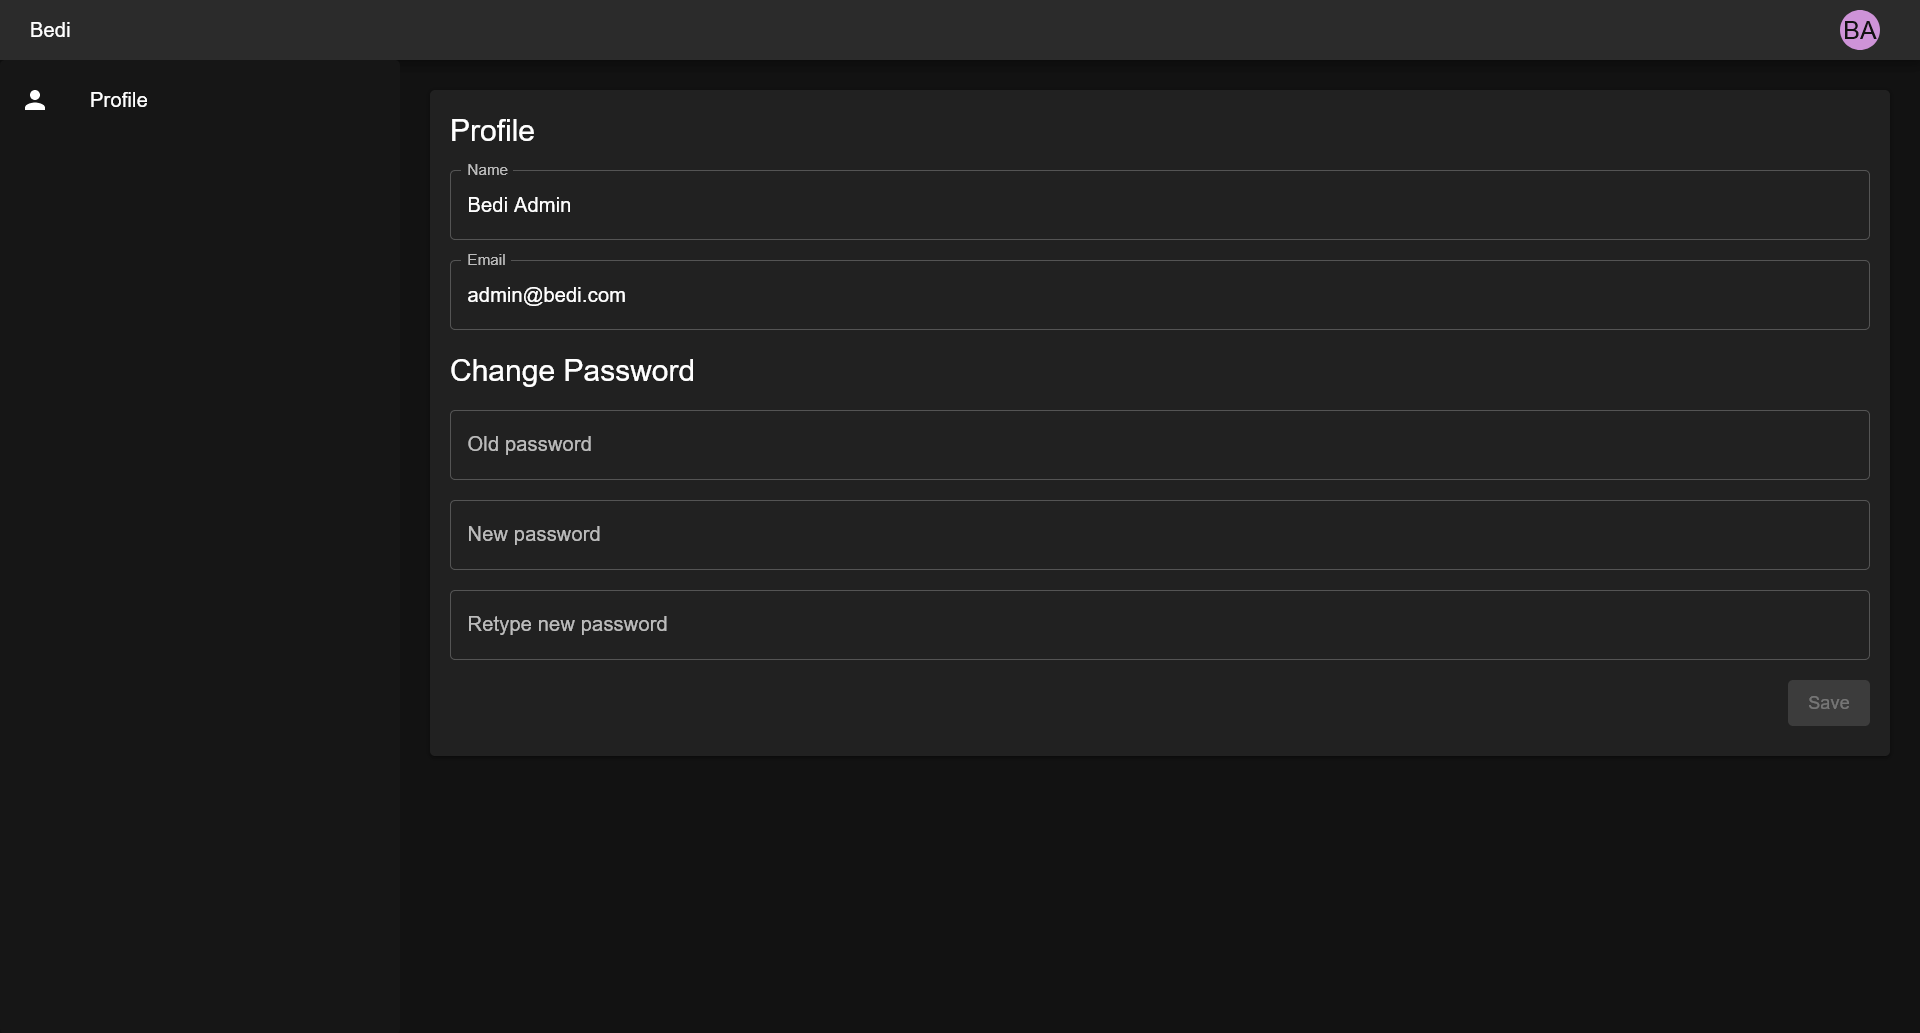 Bedi
BA
Profile
Profile
Name
Bedi Admin
Email
admin@bedi.com
Change Password
Old password
New password
Retype new password
Save